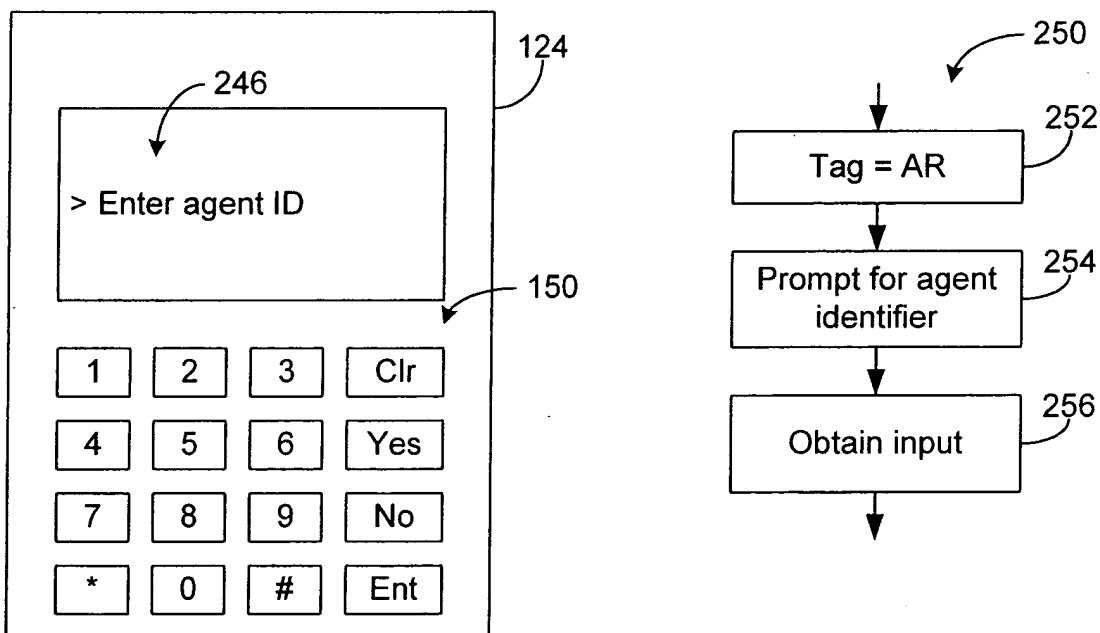 124
246
> Enter agent ID
150
1 2 3 Clr
4 5 6 Yes
7 8 9 No
* 0 # Ent
250
252
Tag = AR
254
Prompt for agent
identifier
256
Obtain input